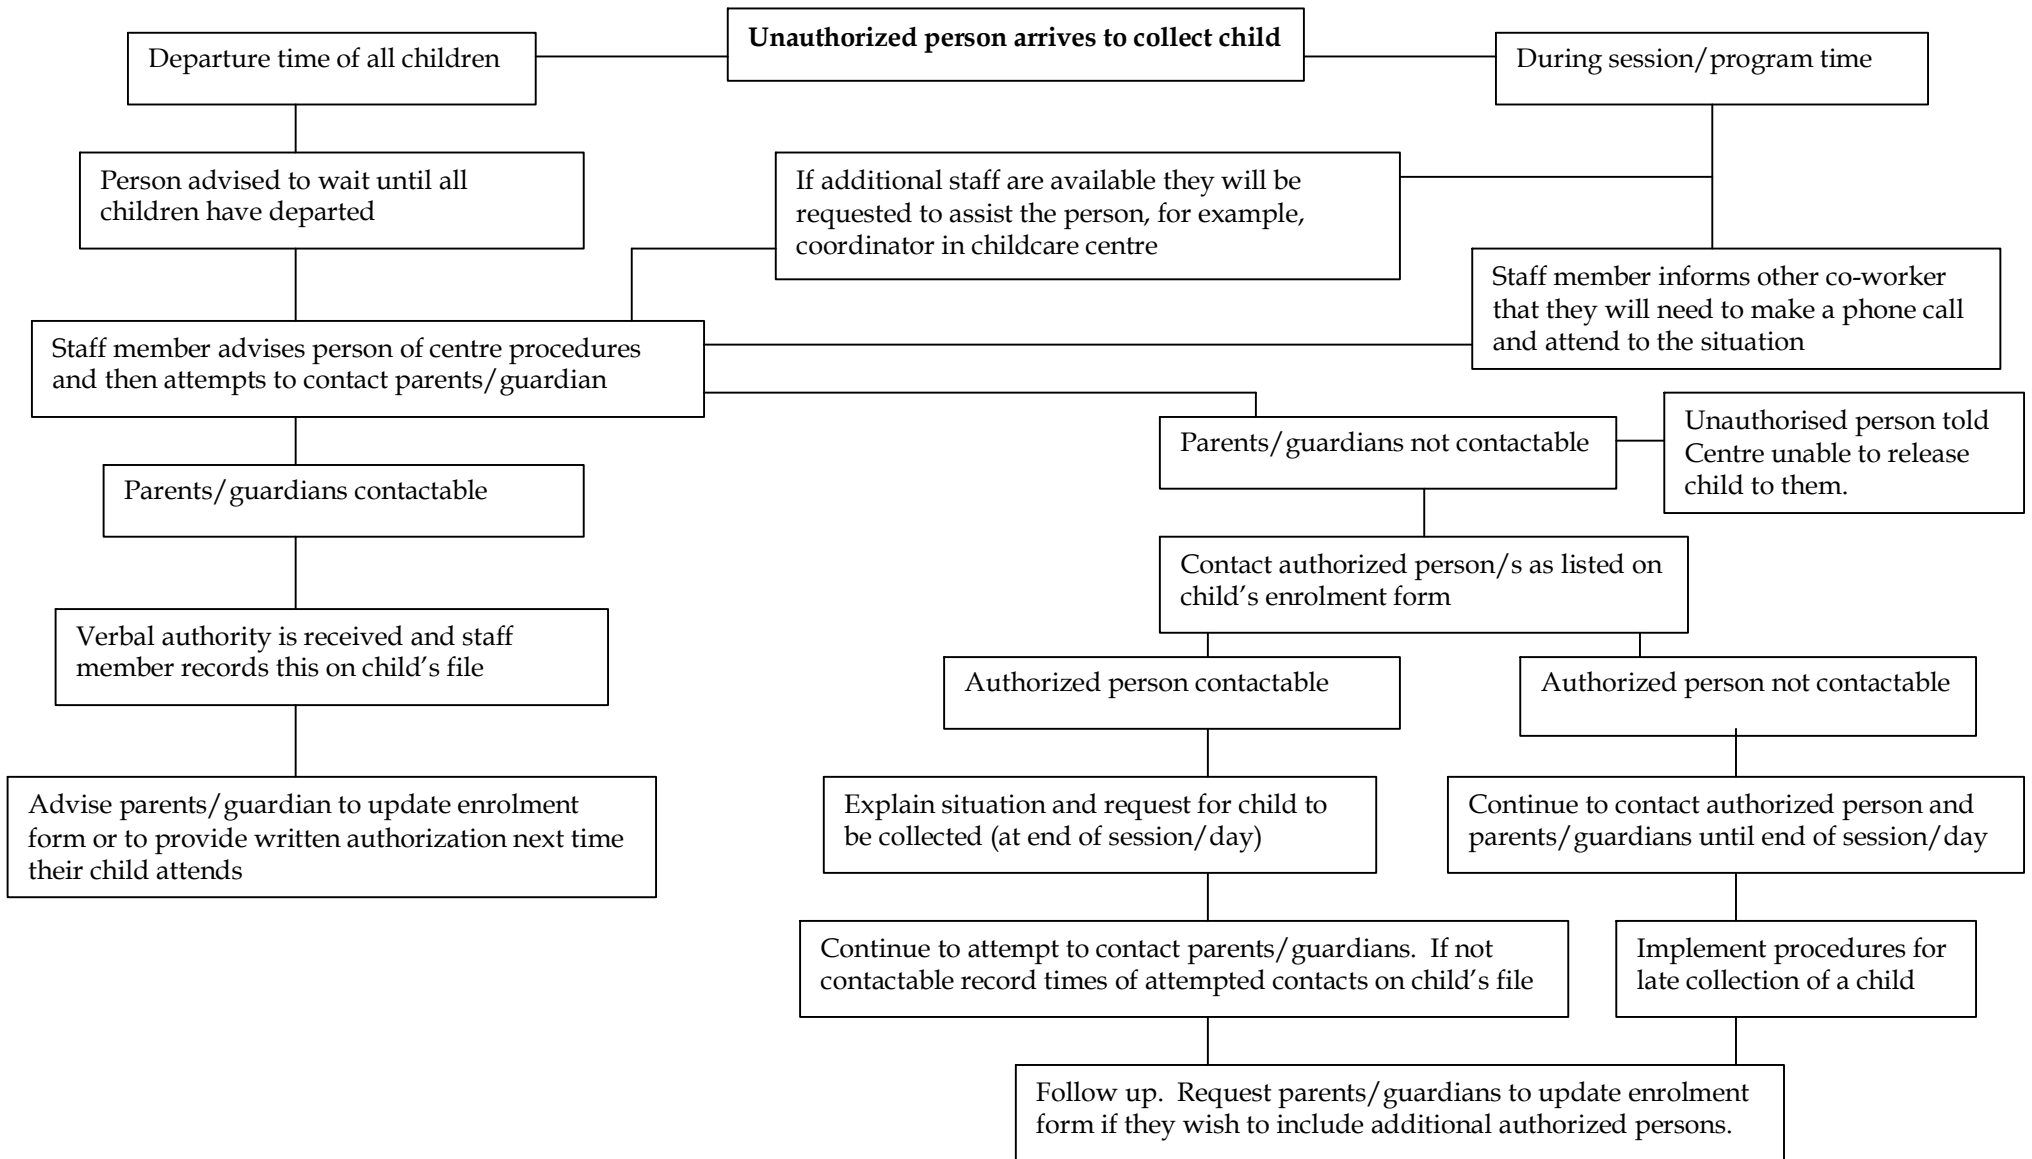 Unauthorized person arrives to collect child
Departure time of all children
During session/program time
Person advised to wait until all
children have departed
If additional staff are available they will be
requested to assist the person, for example,
coordinator in childcare centre
Staff member informs other co-worker
that they will need to make a phone call
and attend to the situation
Staff member advises person of centre procedures
and then attempts to contact parents/guardian
Parents/guardians contactable
Parents/guardians not contactable
Unauthorised person told
Centre unable to release
child to them.
Verbal authority is received and staff
member records this on child’s file
Advise parents/guardian to update enrolment
form or to provide written authorization next time
their child attends
Contact authorized person/s as listed on
child’s enrolment form
Authorized person contactable
Authorized person not contactable
Explain situation and request for child to
be collected (at end of session/day)
Continue to contact authorized person and
parents/guardians until end of session/day
Continue to attempt to contact parents/guardians.  If not
contactable record times of attempted contacts on child’s file
Implement procedures for
late collection of a child
Follow up.  Request parents/guardians to update enrolment
form if they wish to include additional authorized persons.